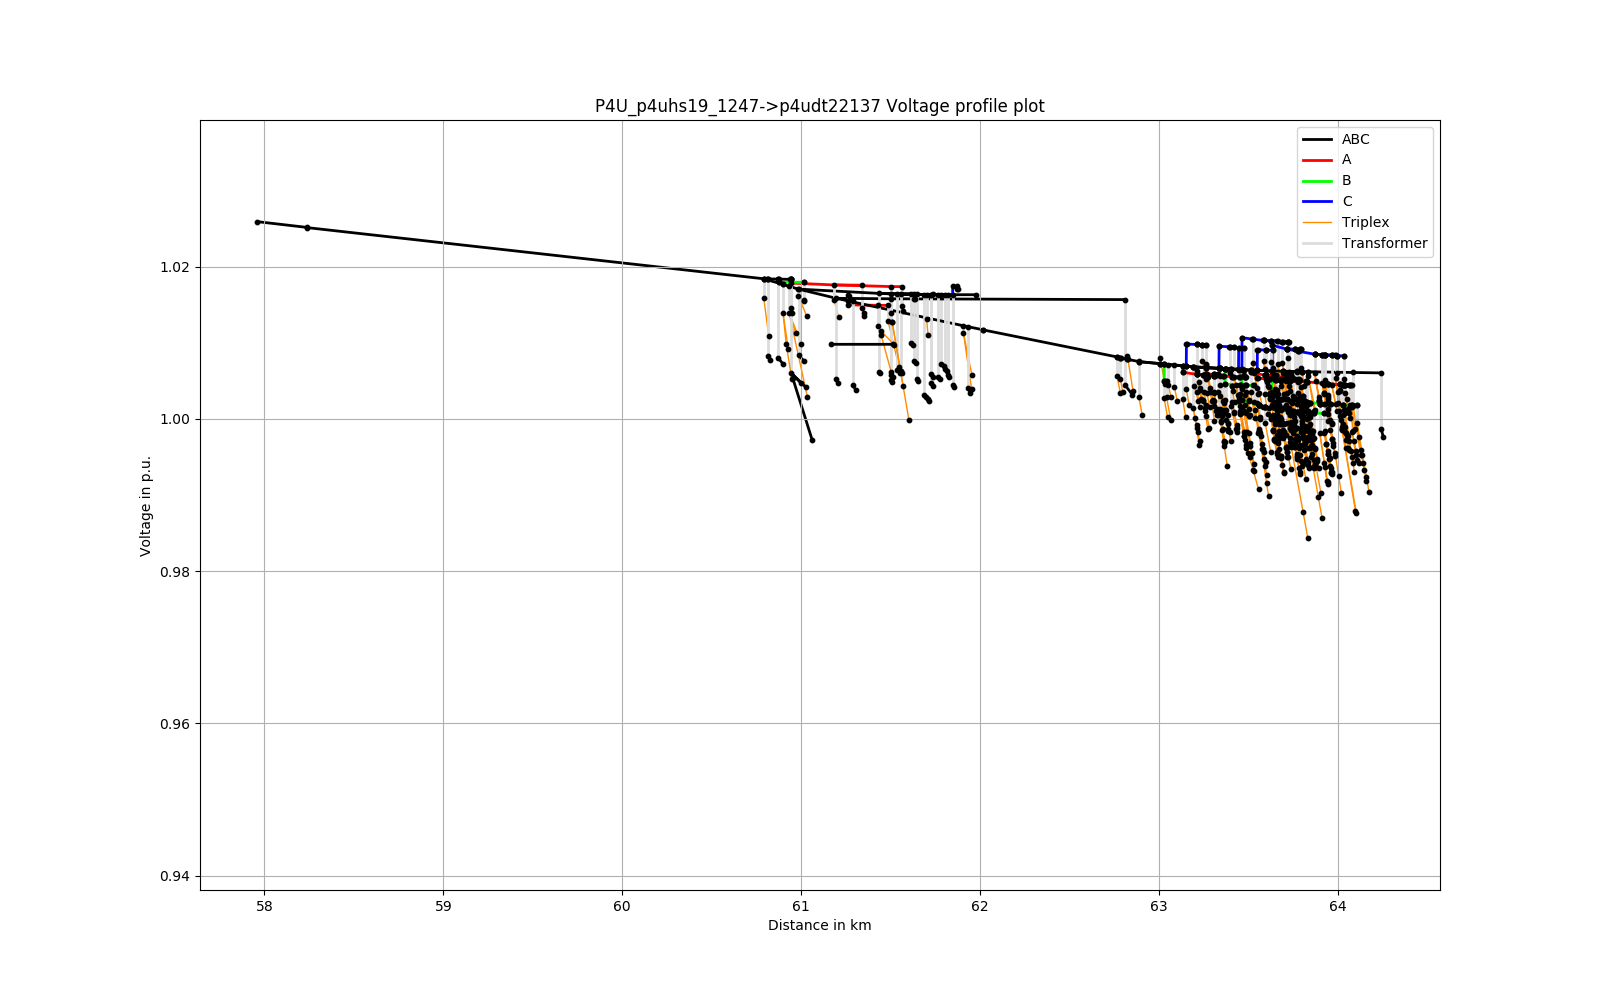 P4U_p4uhs19_1247->p4udt22137 Voltage profile plot
ABC
A
B
C
Triplex
Transformer
1.02
1.00
0.98
0.96
0.94
Voltage in p.u.
58 59 60 61 62 63 64
Distance in km